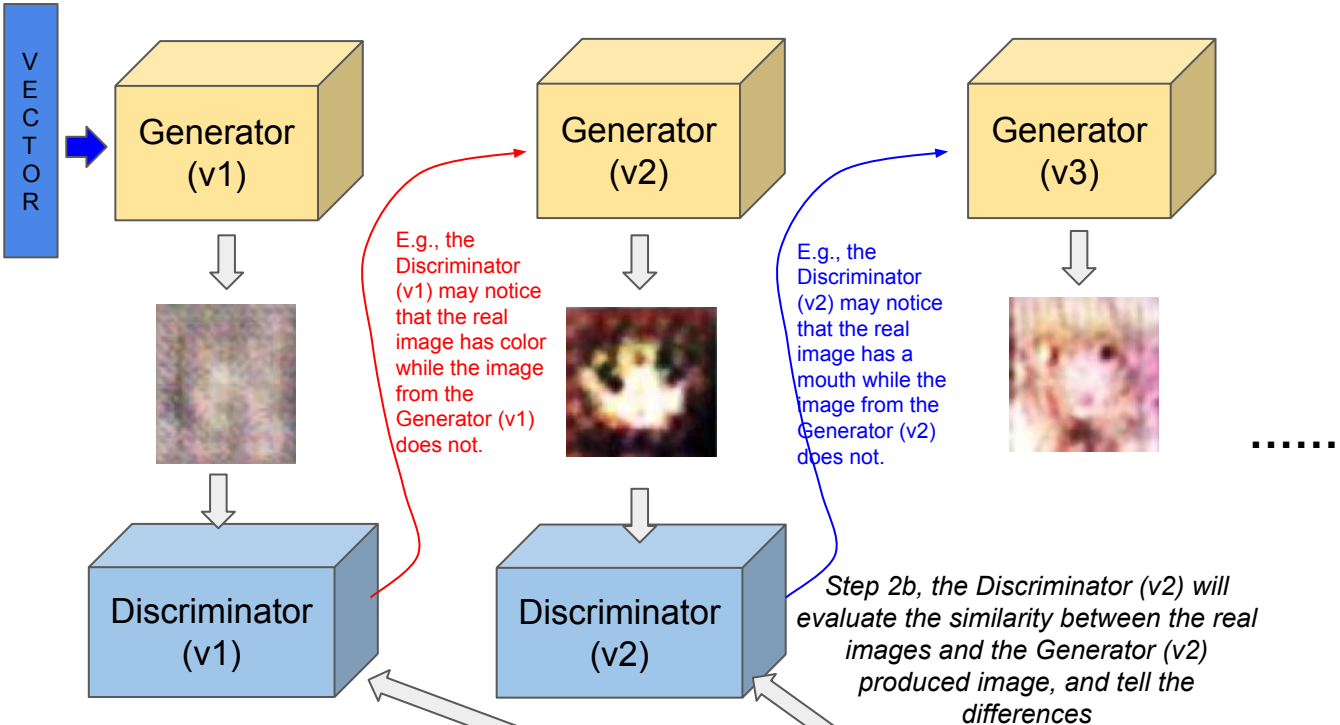 VECTOR
Generator
(v1)
Generator
(v2)
Generator
(v3)
E.g., the
Discriminator
(v1) may notice
that the real
image has color
while the image
from the
Generator (v1)
does not.
E.g., the
Discriminator
(v2) may notice
that the real
image has a
mouth while the
image from the
Generator (v2)
does not.
......
Discriminator
(v1)
Discriminator
(v2)
Step 2b, the Discriminator (v2) will
evaluate the similarity between the real
images and the Generator (v2)
produced image, and tell the
differences